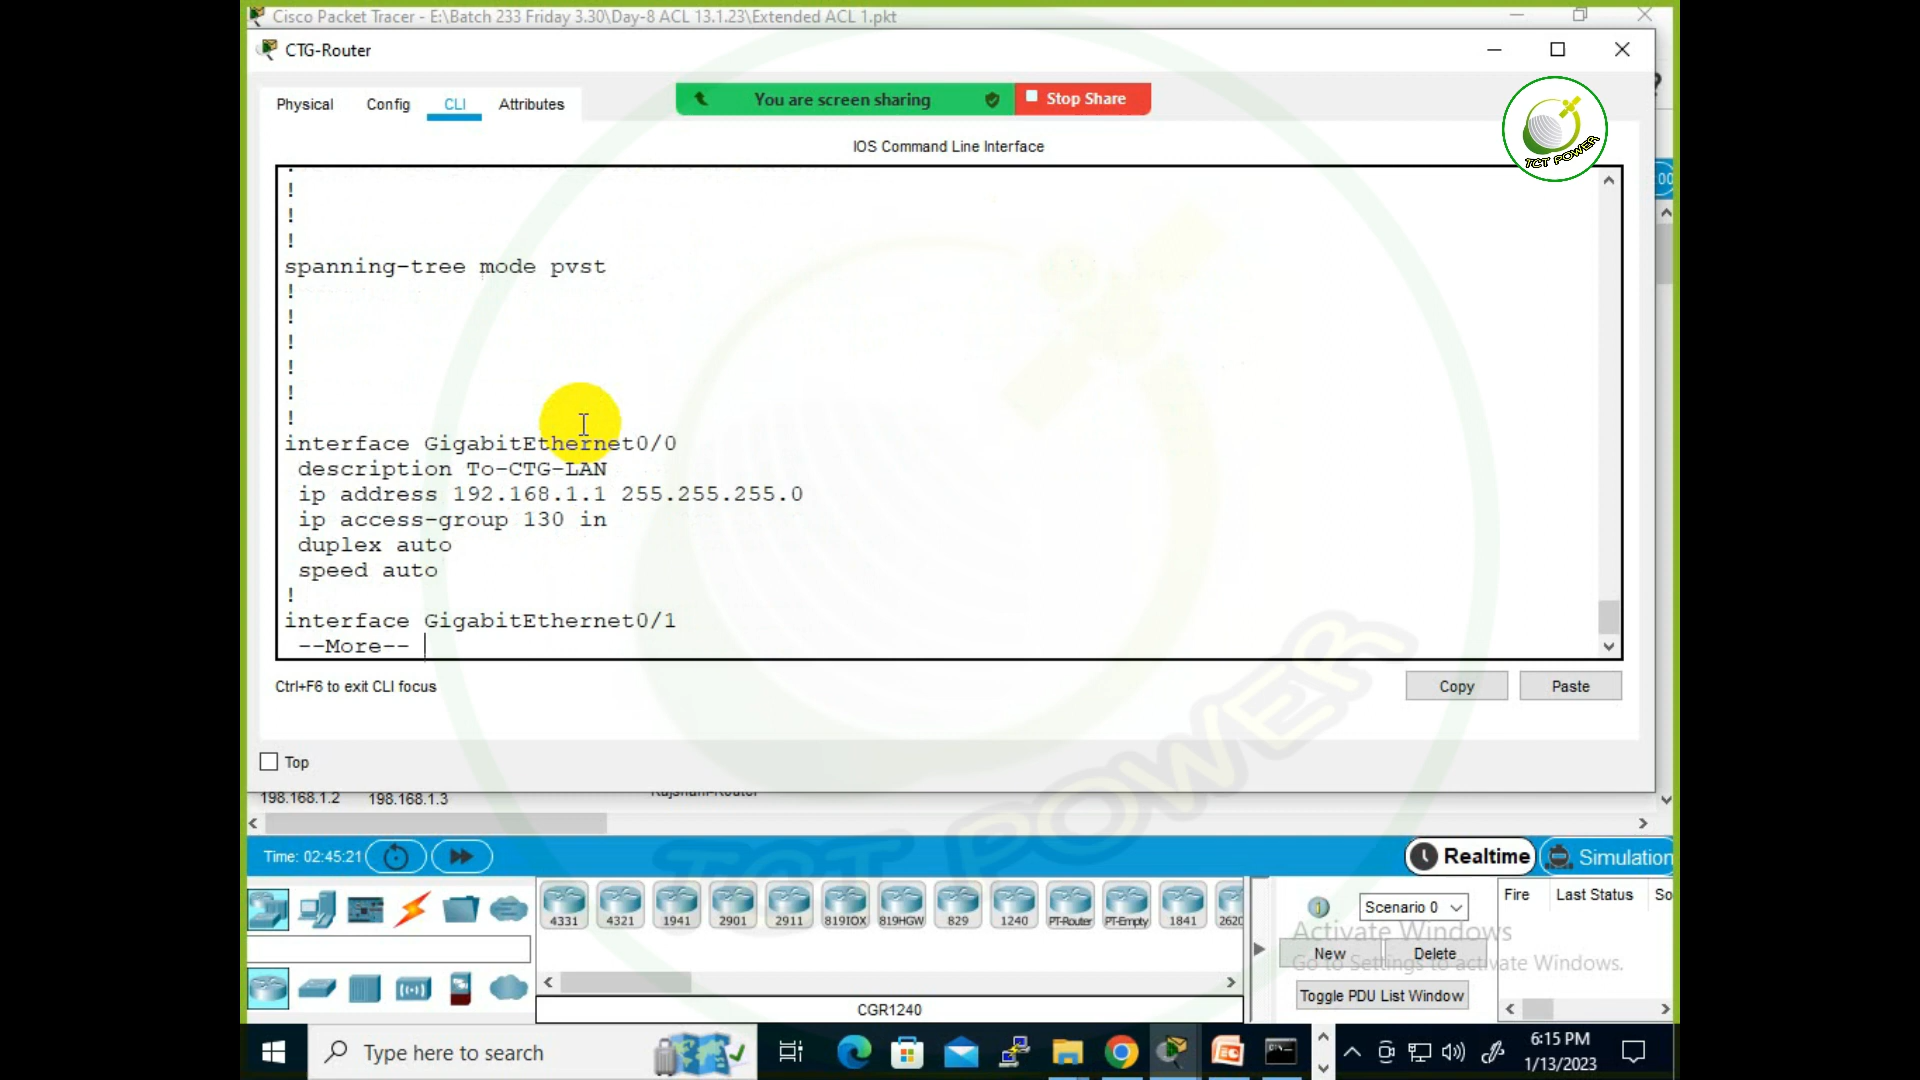 Cisco Packet Tracer - E:\Batch 233 Friday 3.30\Day-8 ACL 13.1.23\Extended ACL 1.pkt
CTG-Router
Physical Config CLI Attributes
You are screen sharing Stop Share
TCT POWER
IOS Command Line Interface
!
!
!
spanning-tree mode pvst
!
!
!
!
!
!
interface GigabitEthernet0/0
description To-CTG-LAN
ip address 192.168.1.1 255.255.255.0
ip access-group 130 in
duplex auto
speed auto
!
interface GigabitEthernet0/1
--More--
Ctrl+F6 to exit CLI focus
Copy Paste
Top
198.168.1.2 198.168.1.3
TCT POWER
Time: 02:45:21
Realtime Simulation
4331 4321 1941 2901 2911 819IOX 819HGW 829 1240 PT-Router PT-Empty 1841 2620
Scenario 0
Fire Last Status So
Activate Windows
New Delete
Go to Settings to activate Windows.
Toggle PDU List Window
CGR1240
Type here to search
6:15 PM
1/13/2023